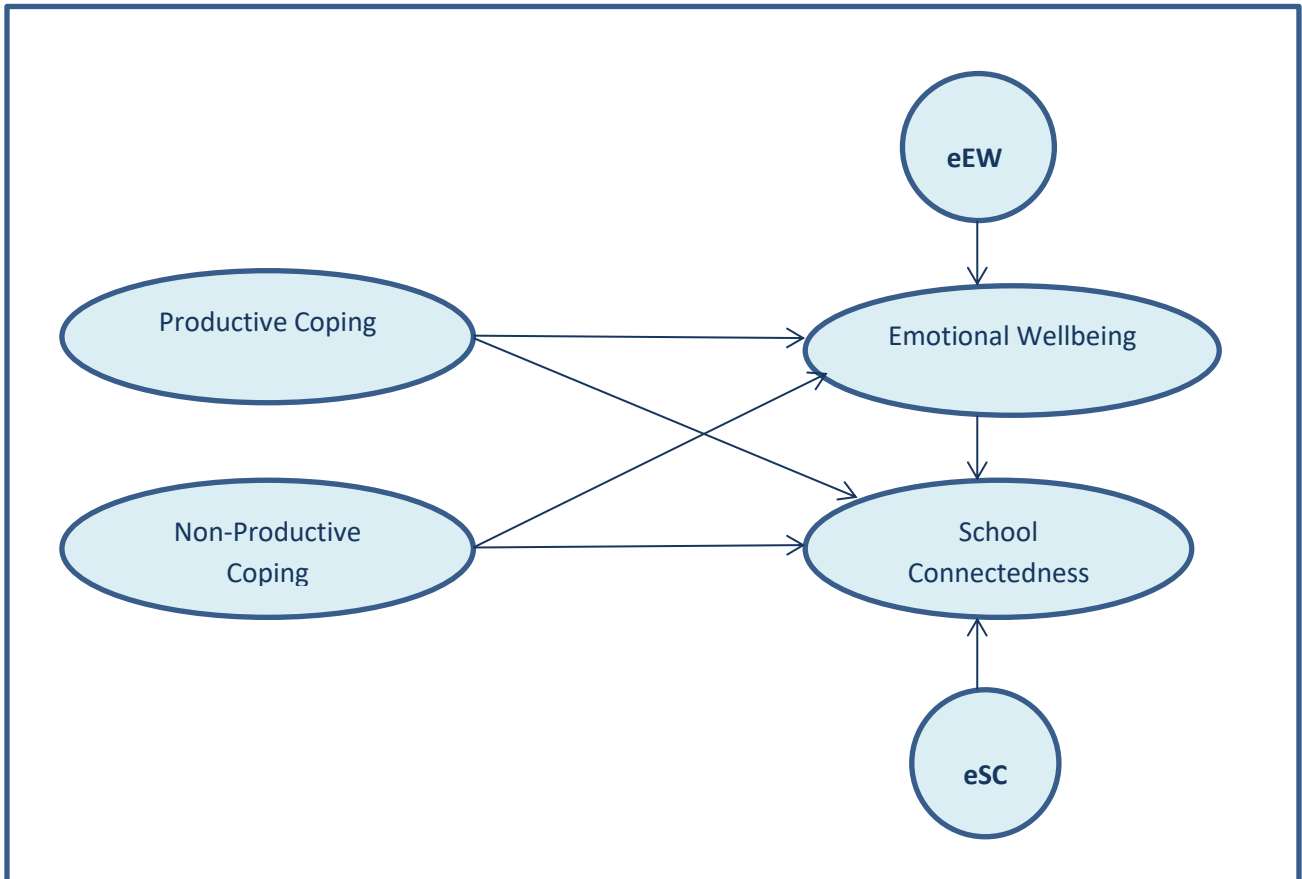 eEW
Productive Coping
Emotional Wellbeing
Non-Productive
Coping
School
Connectedness
eSC